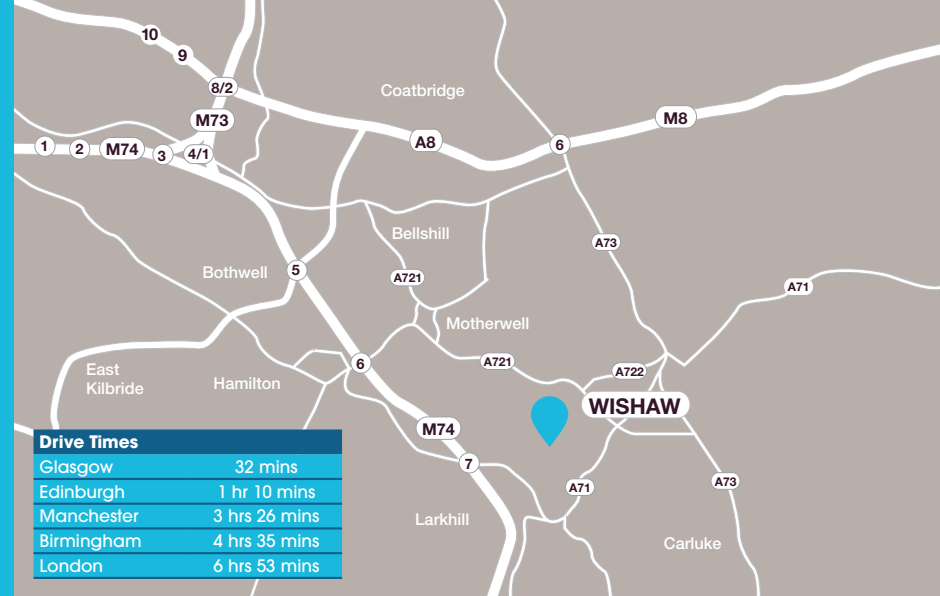 10
9
8/2
Coatbridge
M73
M8
A8
1
2
M74
3
4/1
6
Bellshill
A73
Bothwell
5
A721
A71
Motherwell
A721
6
A722
East
Kilbride
Hamilton
WISHAW
M74
7
A71
A73
Larkhill
Carluke
Drive Times
Glasgow 32 mins
Edinburgh 1 hr 10 mins
Manchester 3 hrs 26 mins
Birmingham 4 hrs 35 mins
London 6 hrs 53 mins